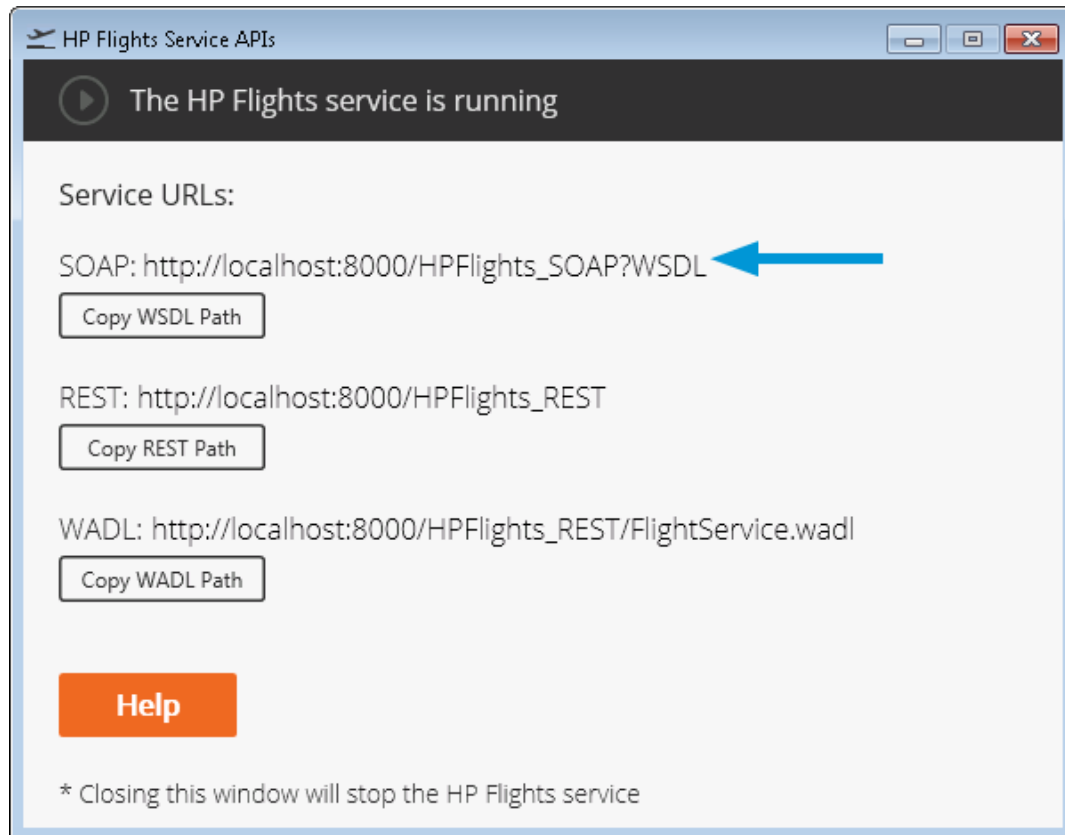 HP Flights Service APIs
The HP Flights service is running
Service URLs:
SOAP: http://localhost:8000/HPFlights_SOAP?WSDL
Copy WSDL Path
REST: http://localhost:8000/HPFlights_REST
Copy REST Path
WADL: http://localhost:8000/HPFlights_REST/FlightService.wadl
Copy WADL Path
Help
* Closing this window will stop the HP Flights service